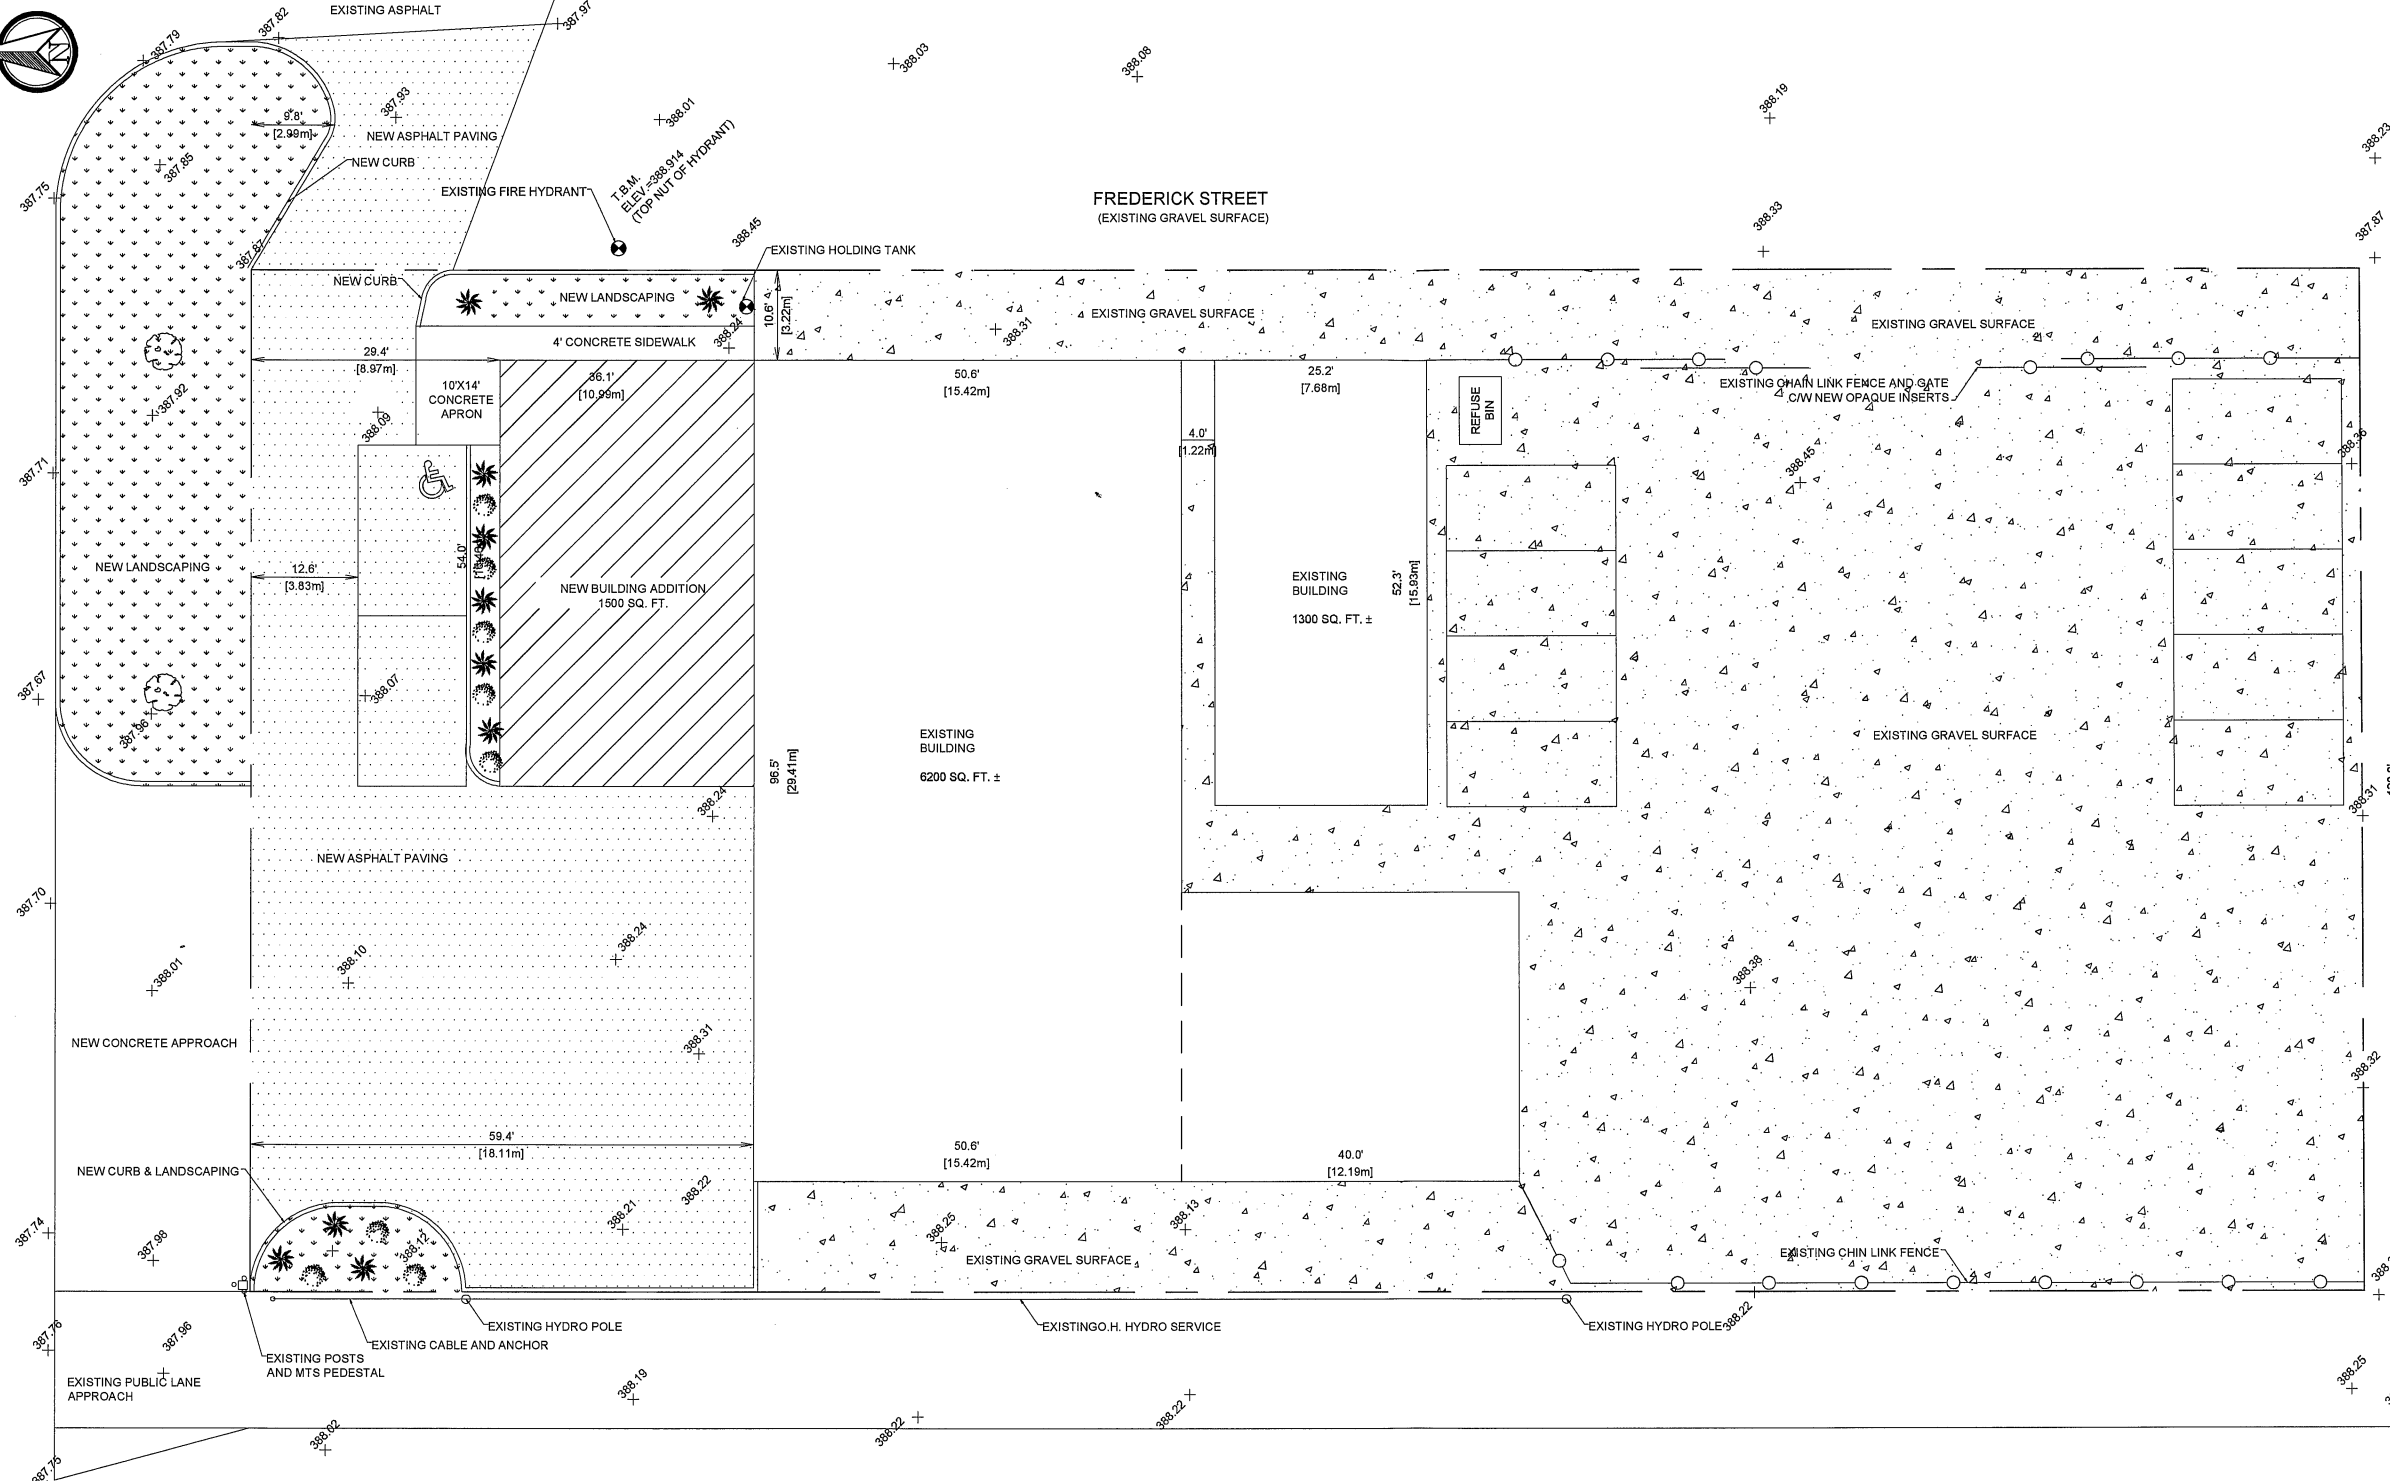 EXISTING ASPHALT
387.82
387.97
387.79
388.03
388.08
N
387.93
388.01
388.19
388.23
9.8'
[2.99m]
NEW ASPHALT PAVING
NEW CURB
387.85
387.75
EXISTING FIRE HYDRANT
T.B.M.
ELEV.=388.914
(TOP NUT OF HYDRANT)
FREDERICK STREET
(EXISTING GRAVEL SURFACE)
388.33
387.87
387.87
388.45
EXISTING HOLDING TANK
NEW CURB
NEW LANDSCAPING
10.6'
[3.22m]
388.24
388.31
EXISTING GRAVEL SURFACE
EXISTING GRAVEL SURFACE
4' CONCRETE SIDEWALK
29.4'
[8.97m]
36.1'
[10.99m]
50.6'
[15.42m]
25.2'
[7.68m]
10'X14'
CONCRETE
APRON
REFUSE
BIN
EXISTING CHAIN LINK FENCE AND GATE
C/W NEW OPAQUE INSERTS
387.92
388.09
4.0'
[1.22m]
388.45
388.36
387.71
54.0'
NEW LANDSCAPING
12.6'
[3.83m]
NEW BUILDING ADDITION
1500 SQ. FT.
EXISTING
BUILDING
1300 SQ. FT. ±
52.3'
[15.93m]
387.67
388.07
387.96
EXISTING
BUILDING
6200 SQ. FT. ±
96.5'
[29.41m]
EXISTING GRAVEL SURFACE
388.24
388.31
NEW ASPHALT PAVING
387.70
388.01
388.10
388.24
388.38
NEW CONCRETE APPROACH
388.31
388.32
59.4'
[18.11m]
50.6'
[15.42m]
40.0'
[12.19m]
NEW CURB & LANDSCAPING
388.22
387.74
387.98
388.12
388.21
388.25
388.13
EXISTING GRAVEL SURFACE
EXISTING CHIN LINK FENCE
EXISTING HYDRO POLE
EXISTINGO.H. HYDRO SERVICE
EXISTING HYDRO POLE
388.22
EXISTING CABLE AND ANCHOR
EXISTING POSTS
AND MTS PEDESTAL
387.76
387.96
EXISTING PUBLIC LANE
APPROACH
388.19
388.22
388.22
388.25
388.02
387.75